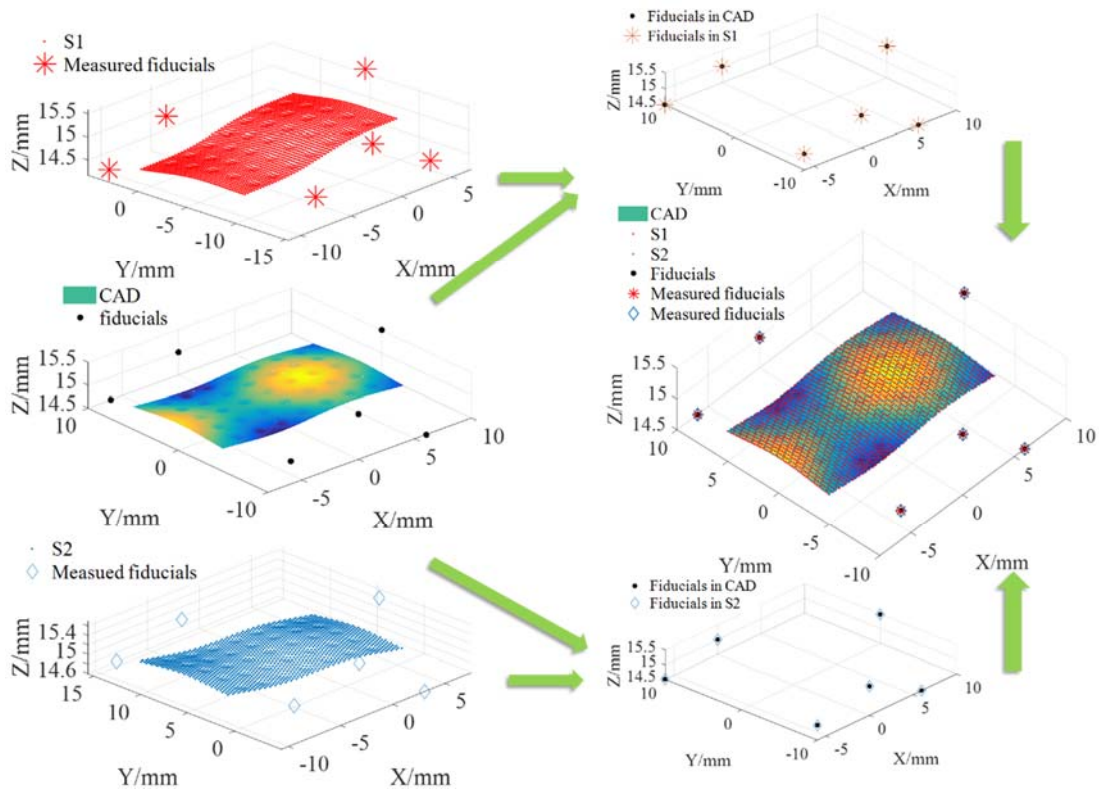 S1
Measured fiducials
Z/mm
15.5
15
14.5
0
-5
-10
-15
Y/mm
-10
-5
0
5
X/mm
CAD
fiducials
Z/mm
15.5
15
14.5
10
0
-10
Y/mm
-5
0
5
10
X/mm
S2
Measued fiducials
Z/mm
15.4
15
14.6
15
10
5
0
Y/mm
-10
-5
0
5
X/mm
Fiducials in CAD
Fiducials in S1
Z/mm
15.5
15
14.5
10
0
-10
Y/mm
-5
0
5
10
X/mm
CAD
S1
S2
Fiducials
Measured fiducials
Measured fiducials
Z/mm
15.5
15
14.5
10
5
0
-5
-10
Y/mm
-5
0
5
10
X/mm
Fiducials in CAD
Fiducials in S2
Z/mm
15.5
15
14.5
10
0
-10
Y/mm
-5
0
5
10
X/mm